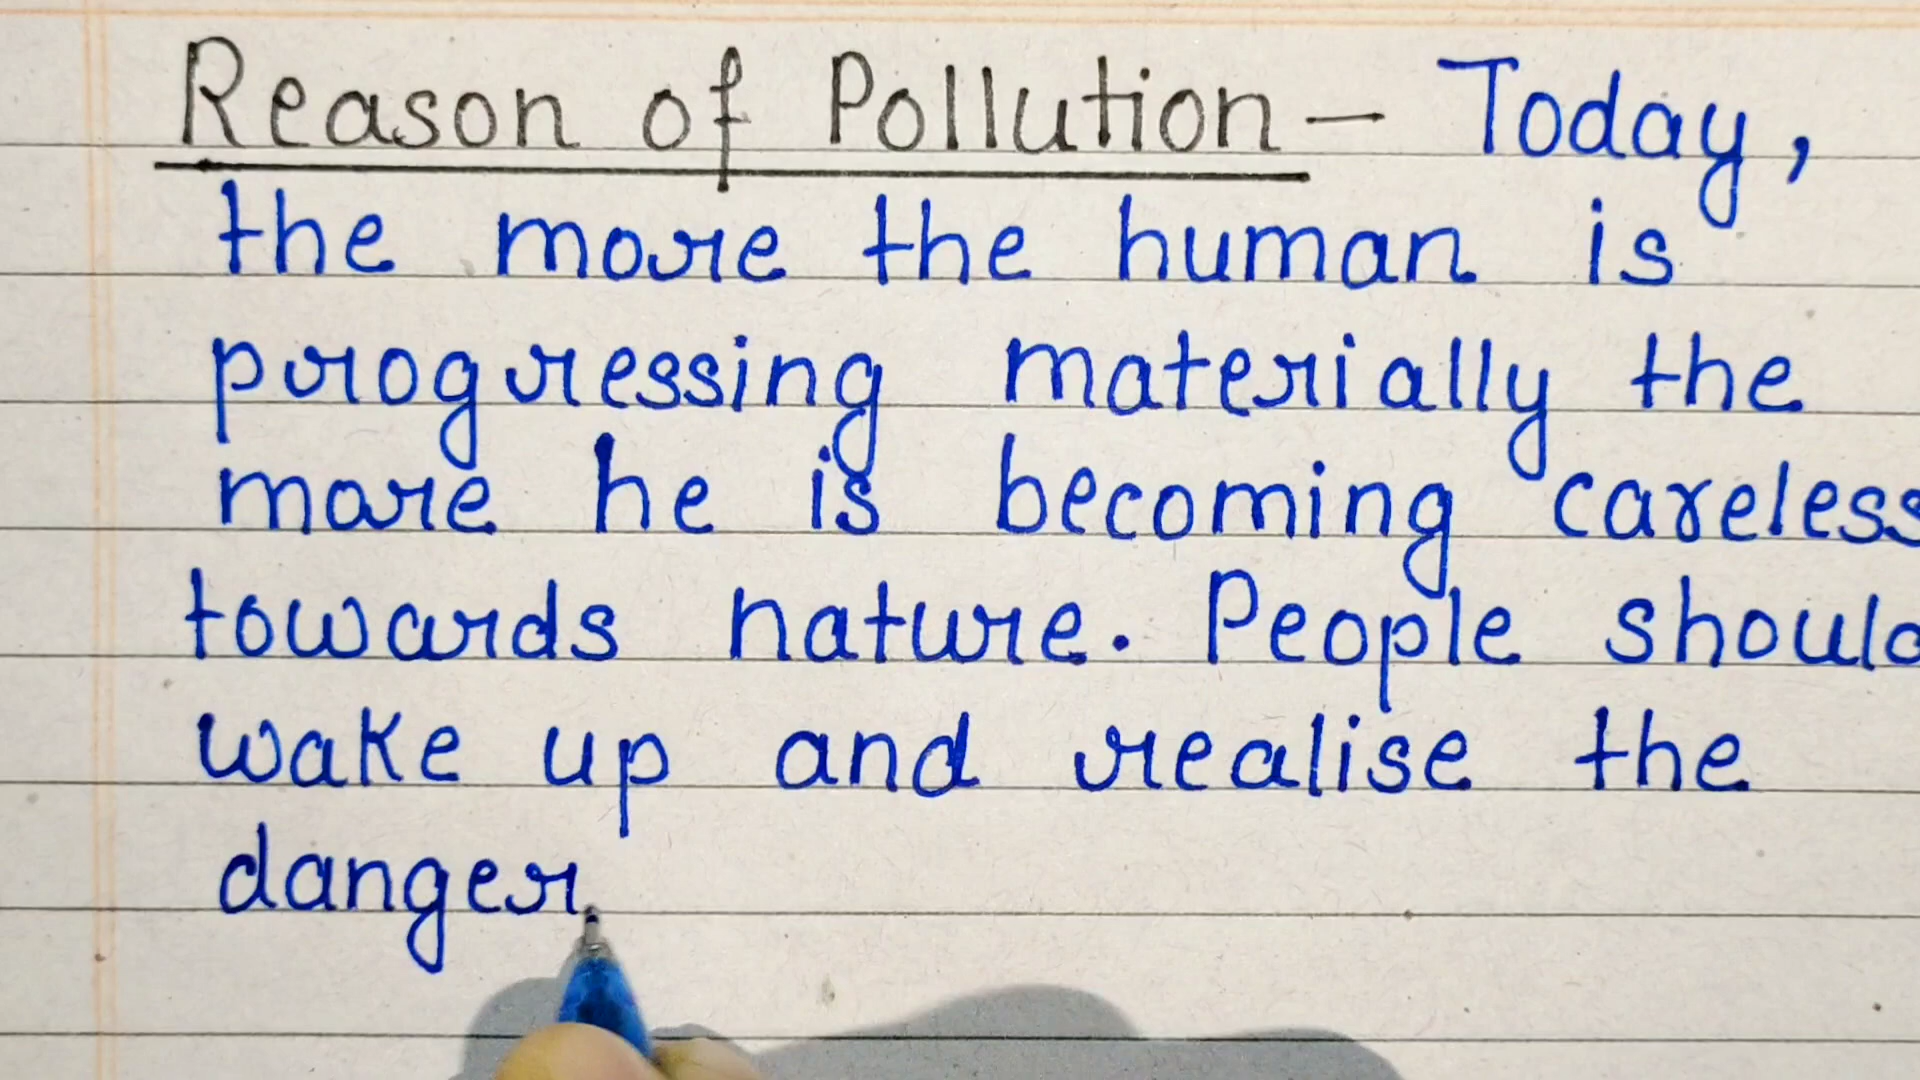 Reason of Pollution – Today,
the more the human is
progressing materially the
more he is becoming careless
towards nature. People should
wake up and realise the
danger